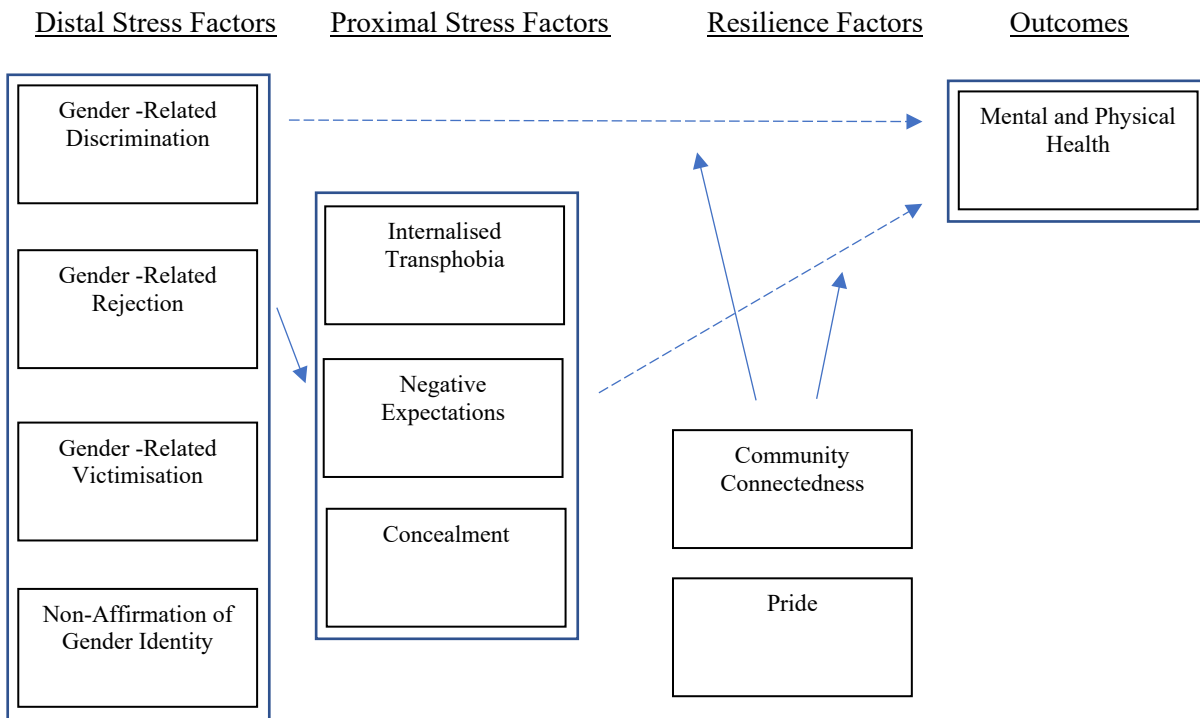 Distal Stress Factors
Proximal Stress Factors
Resilience Factors
Outcomes
Gender -Related
Discrimination
Gender -Related
Rejection
Gender -Related
Victimisation
Non-Affirmation of
Gender Identity
Internalised
Transphobia
Negative
Expectations
Concealment
Community
Connectedness
Pride
Mental and Physical
Health